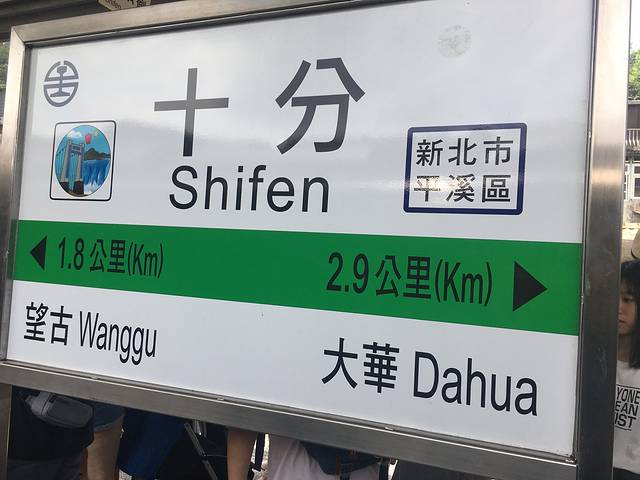 十分
Shifen
新北市
平溪區
1.8公里(Km)
2.9公里(Km)
望古 Wanggu
大華 Dahua